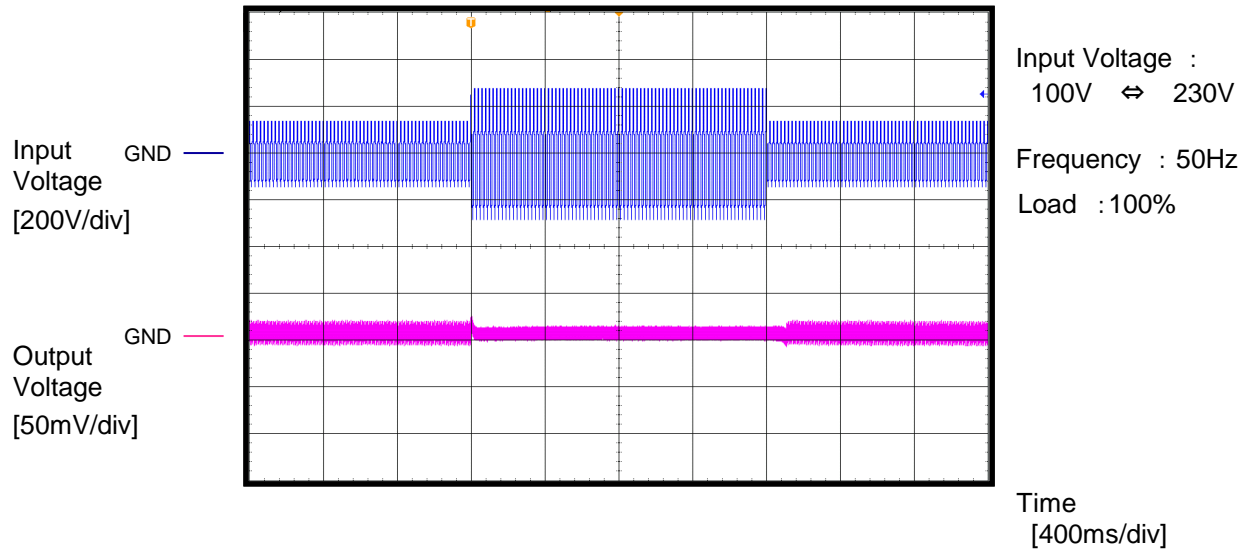 T
Input Voltage :
100V ⇔ 230V
Frequency : 50Hz
Load :100%
Input
Voltage
[200V/div]
GND
Output
Voltage
[50mV/div]
GND
Time
[400ms/div]